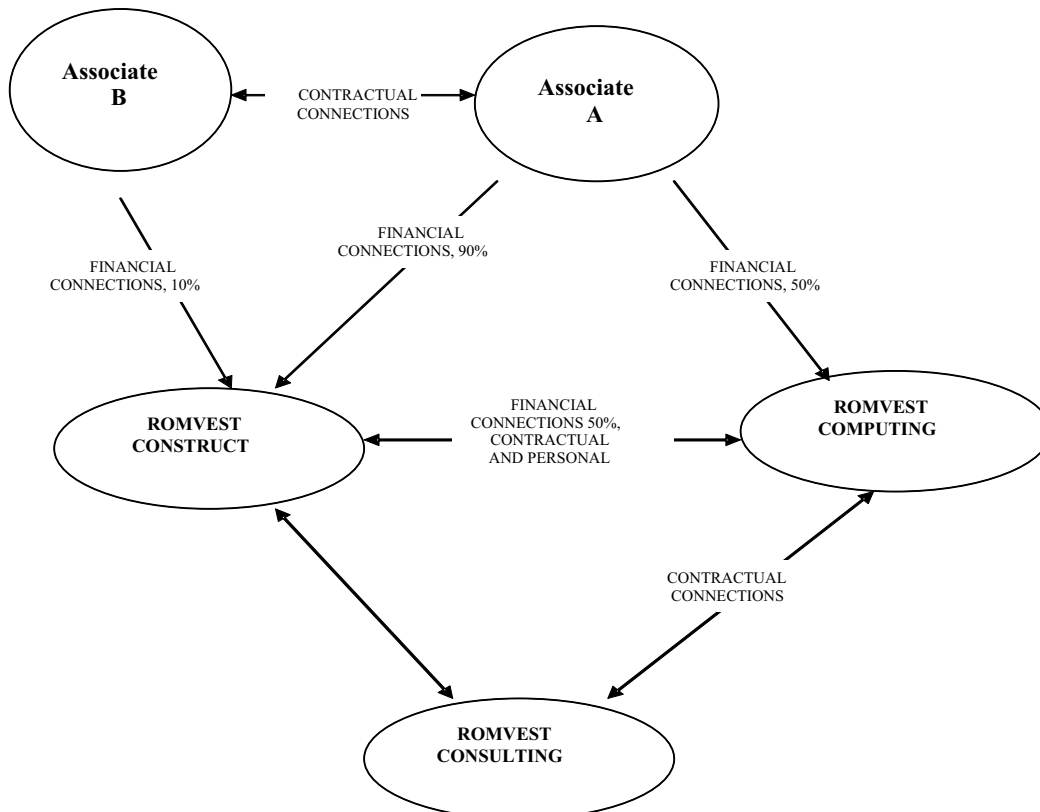 Associate
B
CONTRACTUAL
CONNECTIONS
Associate
A
FINANCIAL
CONNECTIONS, 10%
FINANCIAL
CONNECTIONS, 90%
FINANCIAL
CONNECTIONS, 50%
ROMVEST
CONSTRUCT
FINANCIAL
CONNECTIONS 50%,
CONTRACTUAL
AND PERSONAL
ROMVEST
COMPUTING
CONTRACTUAL
CONNECTIONS
ROMVEST
CONSULTING